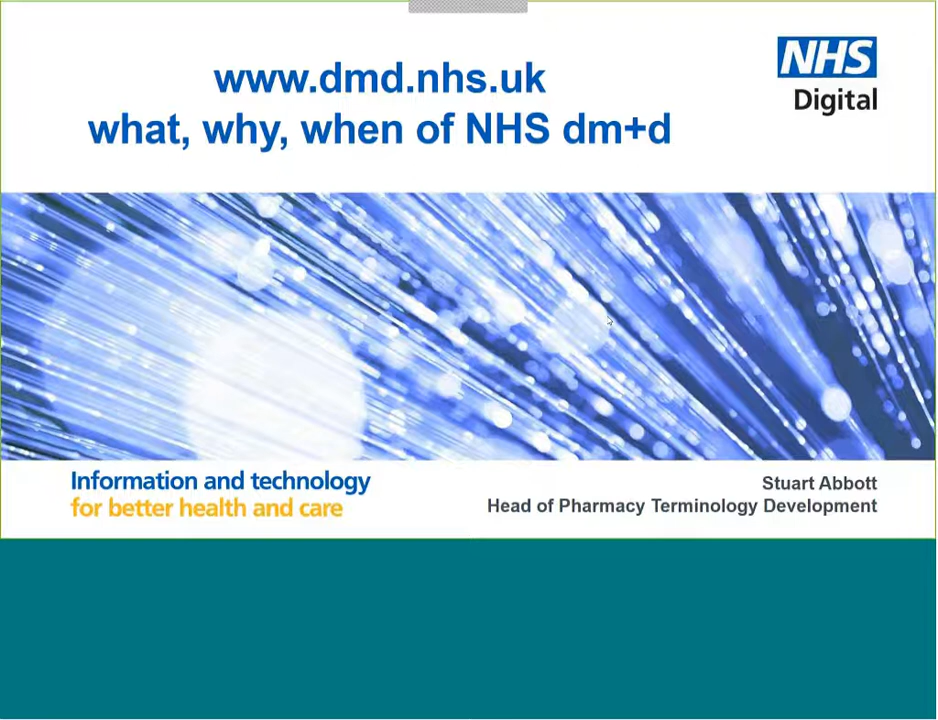 www.dmd.nhs.uk
what, why, when of NHS dm+d
NHS
Digital
Information and technology
for better health and care
Stuart Abbott
Head of Pharmacy Terminology Development